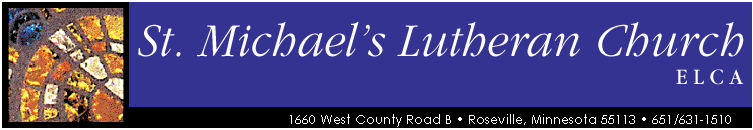 St. Michael's Lutheran Church
ELCA
1660 West County Road B • Roseville, Minnesota 55113 • 651/631-1510